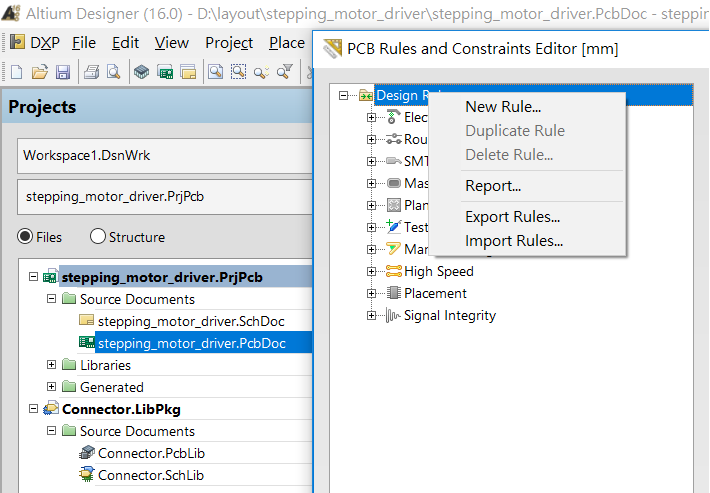 Altium Designer (16.0) - D:\layout\stepping_motor_driver\stepping_motor_driver.PcbDoc - stepping
DXP File Edit View Project Place
Projects
Workspace1.DsnWrk
stepping_motor_driver.PrjPcb
Files Structure
stepping_motor_driver.PrjPcb
Source Documents
stepping_motor_driver.SchDoc
stepping_motor_driver.PcbDoc
Libraries
Generated
Connector.LibPkg
Source Documents
Connector.PcbLib
Connector.SchLib
PCB Rules and Constraints Editor [mm]
Design
Elec
Rou
SMT
Mas
Plan
Test
Man
High Speed
Placement
Signal Integrity
New Rule...
Duplicate Rule
Delete Rule...
Report...
Export Rules...
Import Rules...